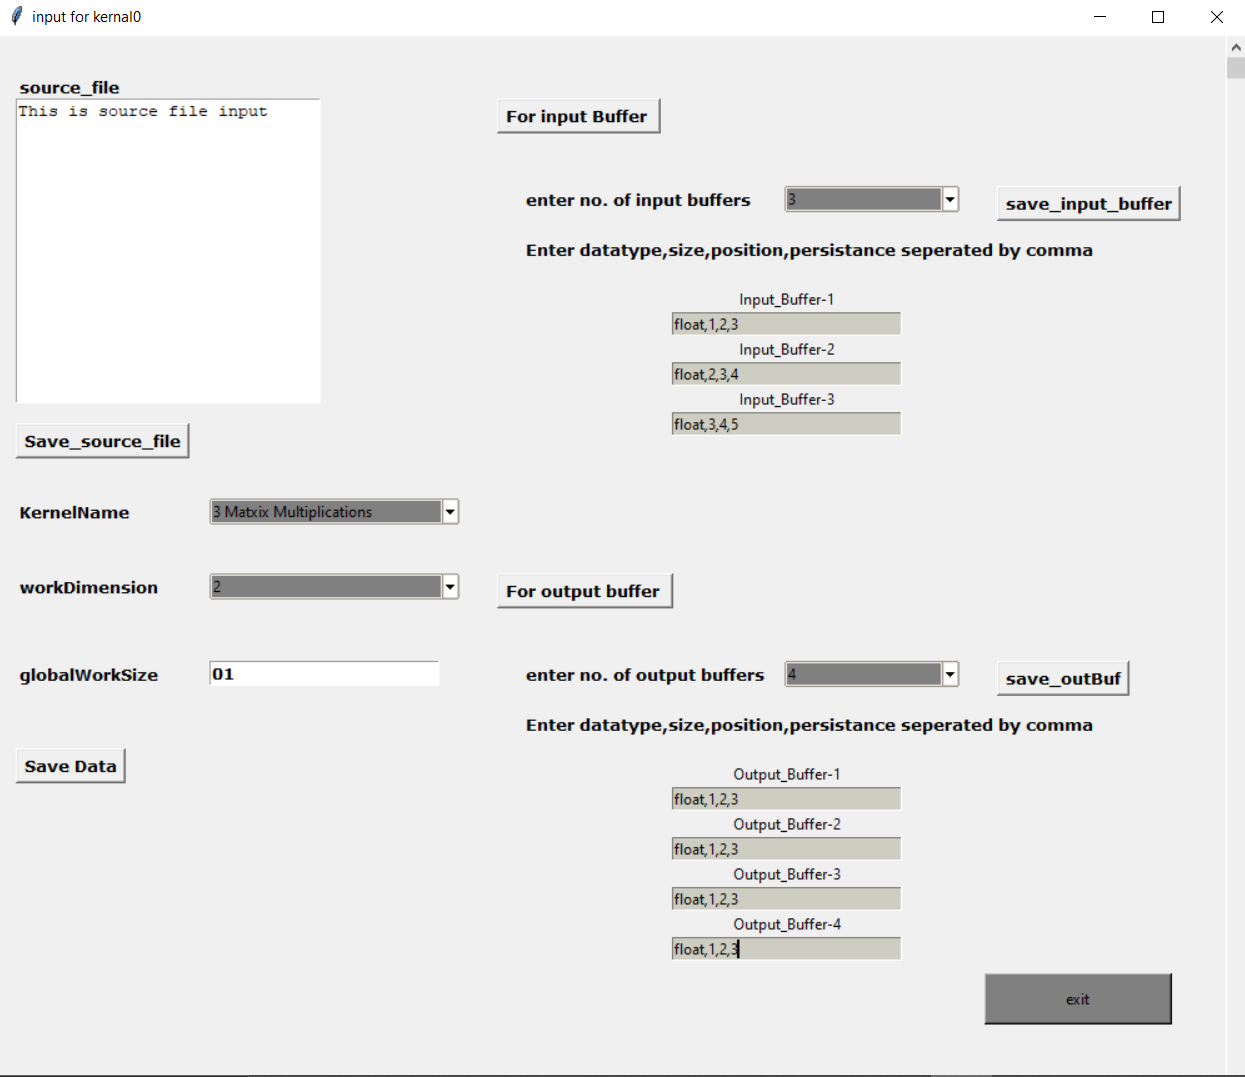 input for kernal0
source_file
This is source file input
Save_source_file
KernelName
3 Matxix Multiplications
workDimension
2
globalWorkSize
01
Save Data
For input Buffer
enter no. of input buffers
3
save_input_buffer
Enter datatype,size,position,persistance seperated by comma
Input_Buffer-1
float,1,2,3
Input_Buffer-2
float,2,3,4
Input_Buffer-3
float,3,4,5
For output buffer
enter no. of output buffers
4
save_outBuf
Enter datatype,size,position,persistance seperated by comma
Output_Buffer-1
float,1,2,3
Output_Buffer-2
float,1,2,3
Output_Buffer-3
float,1,2,3
Output_Buffer-4
float,1,2,3
exit